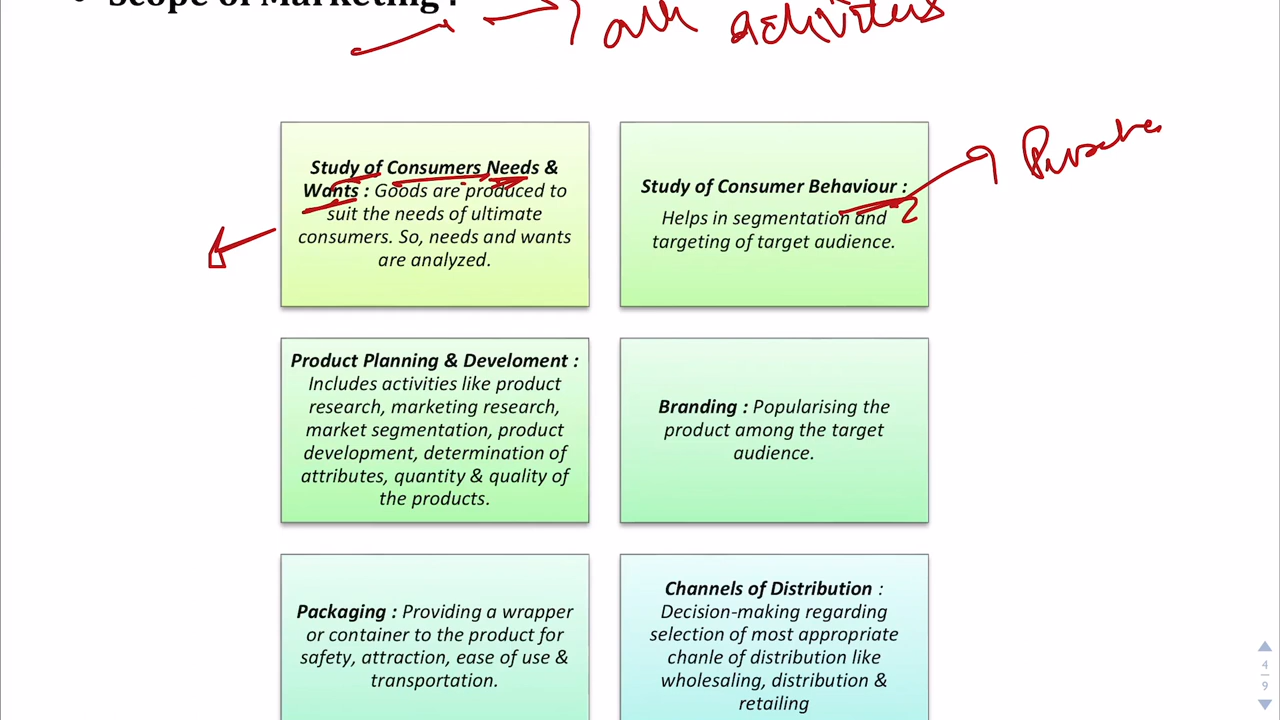 • Scope of Marketing :
all activities
Study of Consumers Needs &
Wants : Goods are produced to
suit the needs of ultimate
consumers. So, needs and wants
are analyzed.
Study of Consumer Behaviour :
Helps in segmentation and
targeting of target audience.
Product Planning & Develoment :
Includes activities like product
research, marketing research,
market segmentation, product
development, determination of
attributes, quantity & quality of
the products.
Branding : Popularising the
product among the target
audience.
Packaging : Providing a wrapper
or container to the product for
safety, attraction, ease of use &
transportation.
Channels of Distribution :
Decision-making regarding
selection of most appropriate
chanle of distribution like
wholesaling, distribution &
retailing
4
9